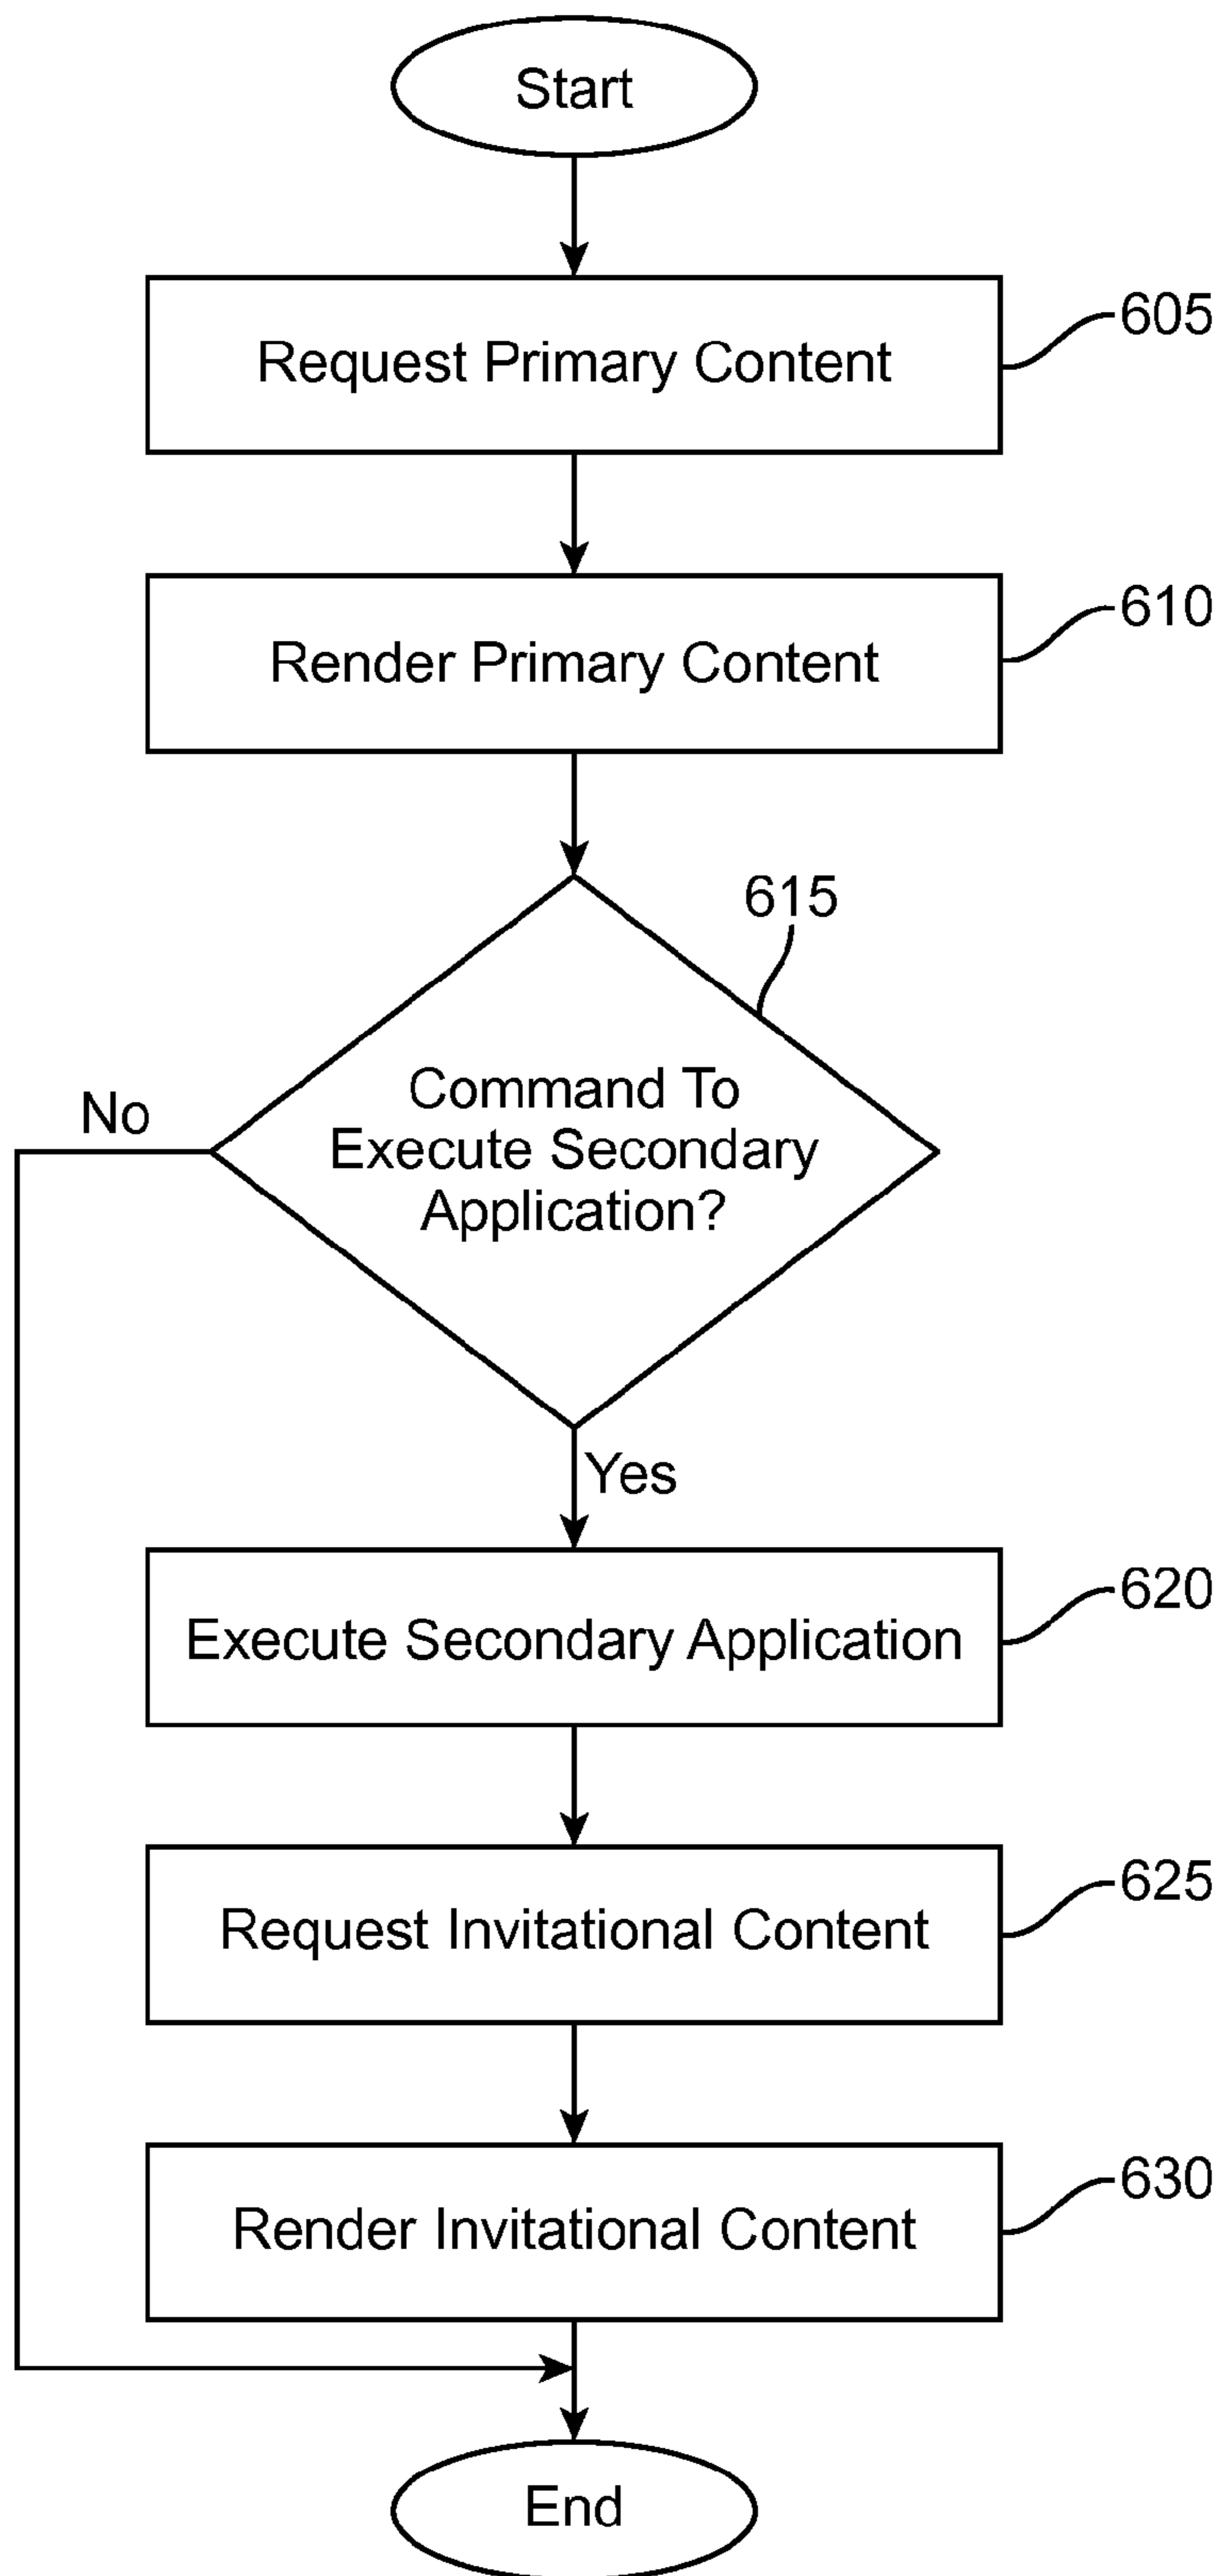 Start
Request Primary Content
605
Render Primary Content
610
615
Command To
Execute Secondary
Application?
No
Yes
Execute Secondary Application
620
Request Invitational Content
625
Render Invitational Content
630
End